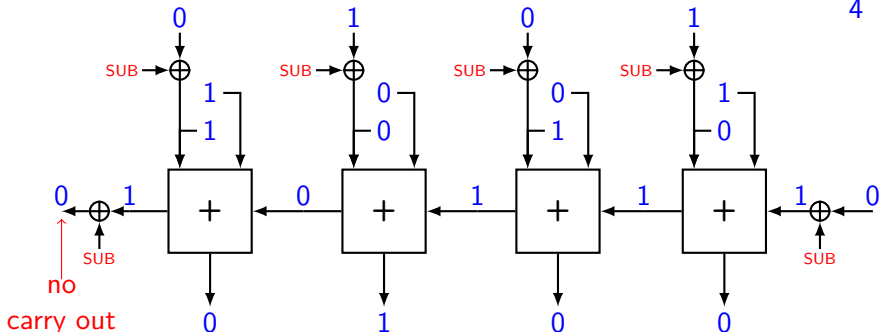 4
0 1 0 1
SUB SUB SUB SUB
1 0 0 1
1 0 1 0
0 1 0 1 1 1 0
+ + + +
SUB SUB
no
carry out
0 1 0 0